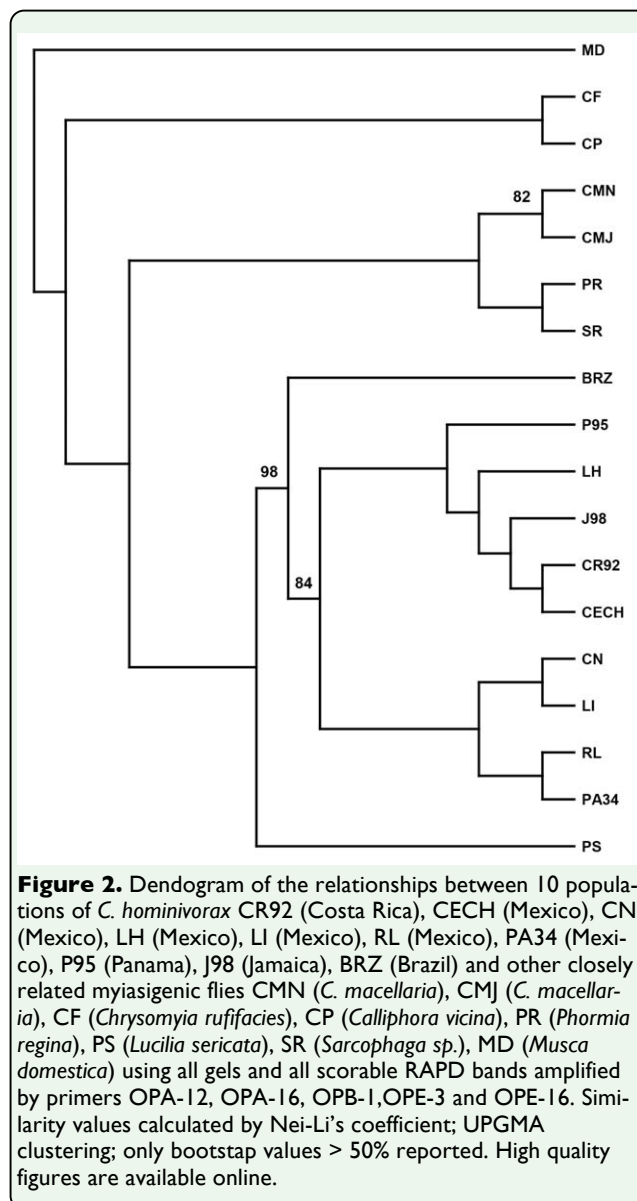 MD
CF
CP
82
CMN
CMJ
PR
SR
BRZ
P95
98
LH
J98
CR92
84
CECH
CN
LI
RL
PA34
PS
Figure 2. Dendogram of the relationships between 10 popula-
tions of C. hominivorax CR92 (Costa Rica), CECH (Mexico), CN
(Mexico), LH (Mexico), LI (Mexico), RL (Mexico), PA34 (Mexi-
co), P95 (Panama), J98 (Jamaica), BRZ (Brazil) and other closely
related myiasigenic flies CMN (C. macellaria), CMJ (C. macellar-
ia), CF (Chrysomyia rufifacies), CP (Calliphora vicina), PR (Phormia
regina), PS (Lucilia sericata), SR (Sarcophaga sp.), MD (Musca
domestica) using all gels and all scorable RAPD bands amplified
by primers OPA-12, OPA-16, OPB-1,OPE-3 and OPE-16. Simi-
larity values calculated by Nei-Li's coefficient; UPGMA
clustering; only bootstap values > 50% reported. High quality
figures are available online.